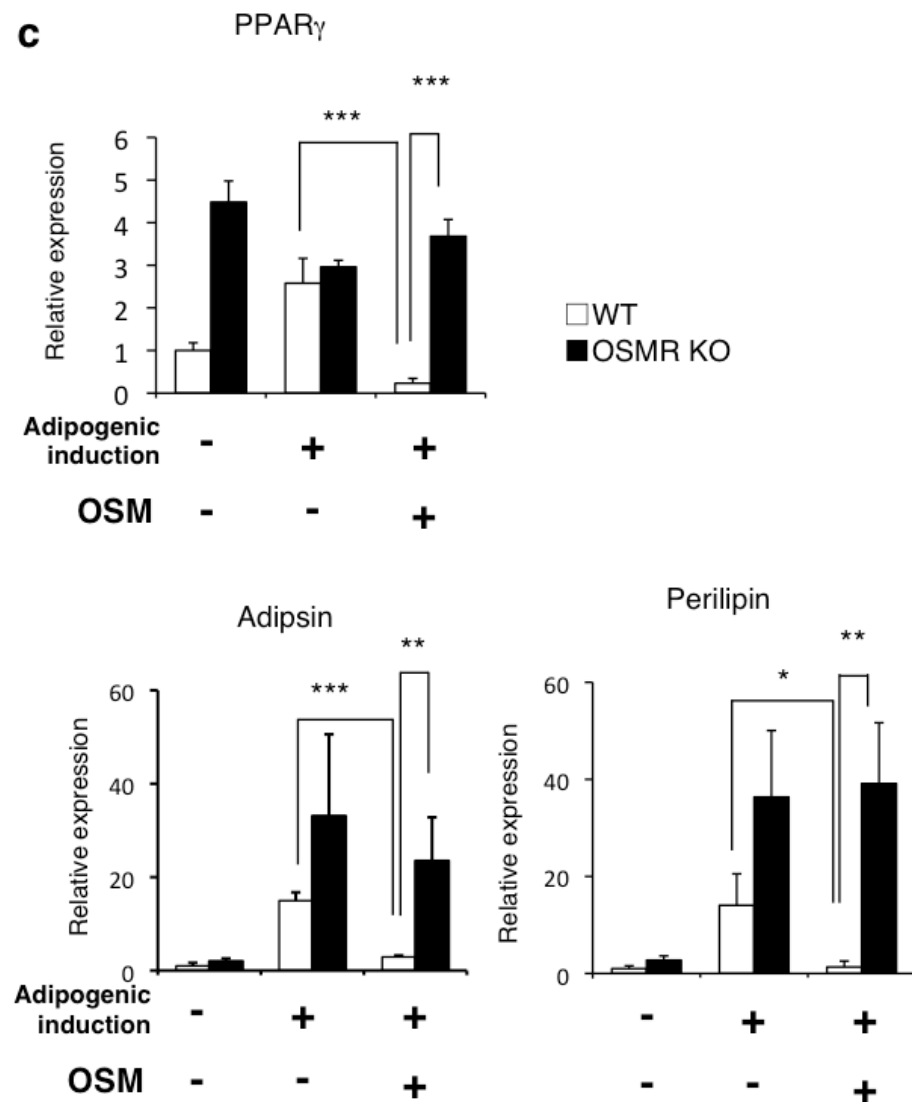 c
PPARγ
***
***
Relative expression
6
5
4
3
2
1
0
WT
OSMR KO
Adipogenic
induction
- + +
OSM
- - +
Adipsin
**
***
Relative expression
60
40
20
0
Adipogenic
induction
- + +
OSM
- - +
Perilipin
**
*
Relative expression
60
40
20
0
- + +
- - +